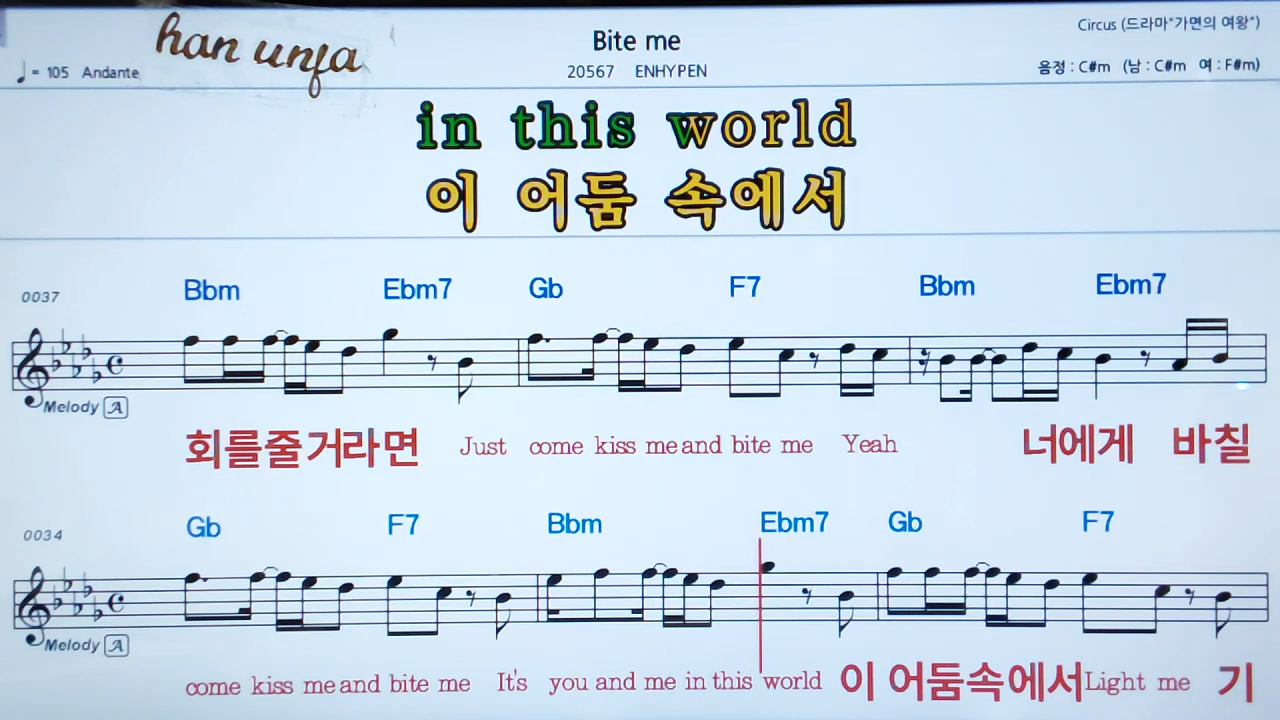 han unfa
Bite me
Circus (드라마"가면의 여왕")
♩= 105 Andante
20567 ENHYPEN
음정 : C#m (남 : C#m 여 : F#m)
in this world
이 어둠 속에서
0037 Bbm Ebm7 Gb F7 Bbm Ebm7
Melody A
회를줄거라면 Just come kiss me and bite me Yeah 너에게 바칠
0034 Gb F7 Bbm Ebm7 Gb F7
Melody A
come kiss me and bite me It's you and me in this world 이 어둠속에서 Light me 기